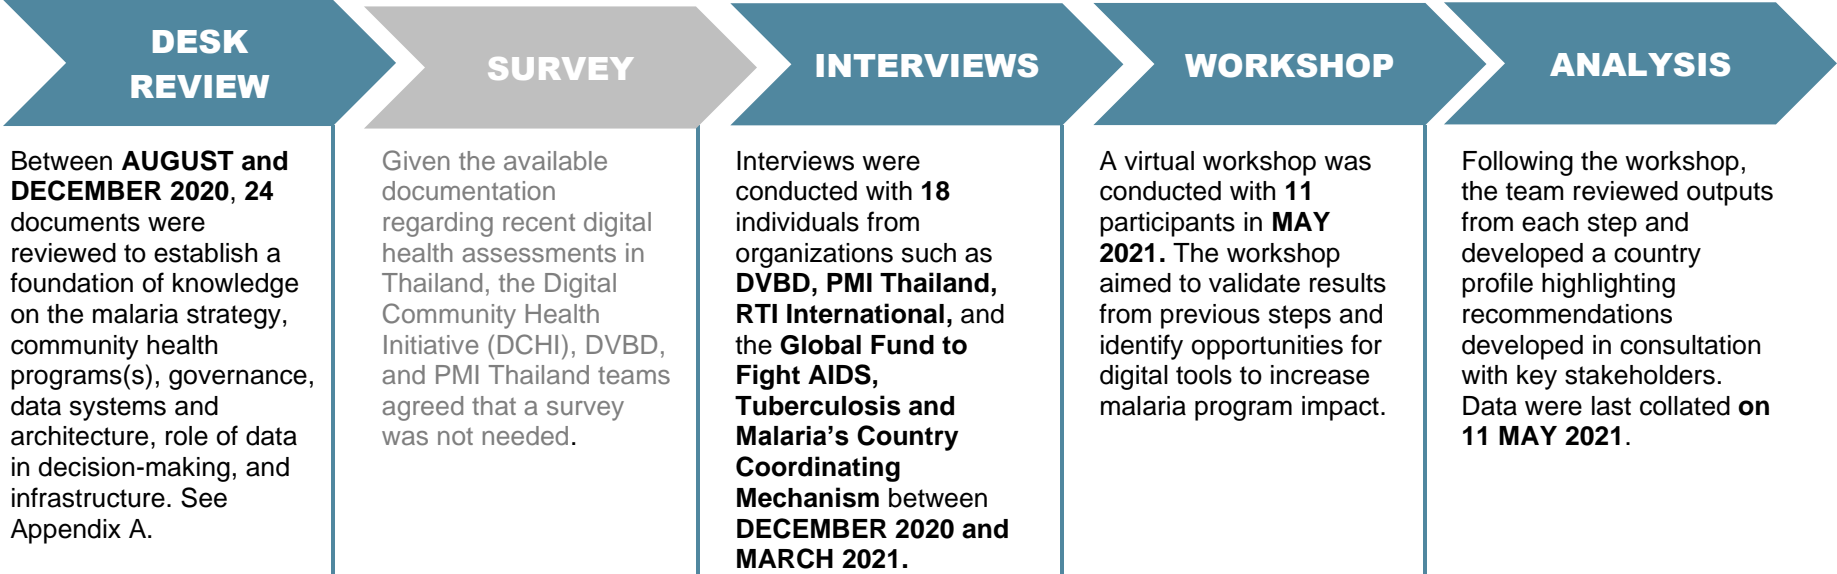 DESK
REVIEW
Between AUGUST and
DECEMBER 2020, 24
documents were
reviewed to establish a
foundation of knowledge
on the malaria strategy,
community health
programs(s), governance,
data systems and
architecture, role of data
in decision-making, and
infrastructure. See
Appendix A.
SURVEY
Given the available
documentation
regarding recent digital
health assessments in
Thailand, the Digital
Community Health
Initiative (DCHI), DVBD,
and PMI Thailand teams
agreed that a survey
was not needed.
INTERVIEWS
Interviews were
conducted with 18
individuals from
organizations such as
DVBD, PMI Thailand,
RTI International, and
the Global Fund to
Fight AIDS,
Tuberculosis and
Malaria’s Country
Coordinating
Mechanism between
DECEMBER 2020 and
MARCH 2021.
WORKSHOP
A virtual workshop was
conducted with 11
participants in MAY
2021. The workshop
aimed to validate results
from previous steps and
identify opportunities for
digital tools to increase
malaria program impact.
ANALYSIS
Following the workshop,
the team reviewed outputs
from each step and
developed a country
profile highlighting
recommendations
developed in consultation
with key stakeholders.
Data were last collated on
11 MAY 2021.